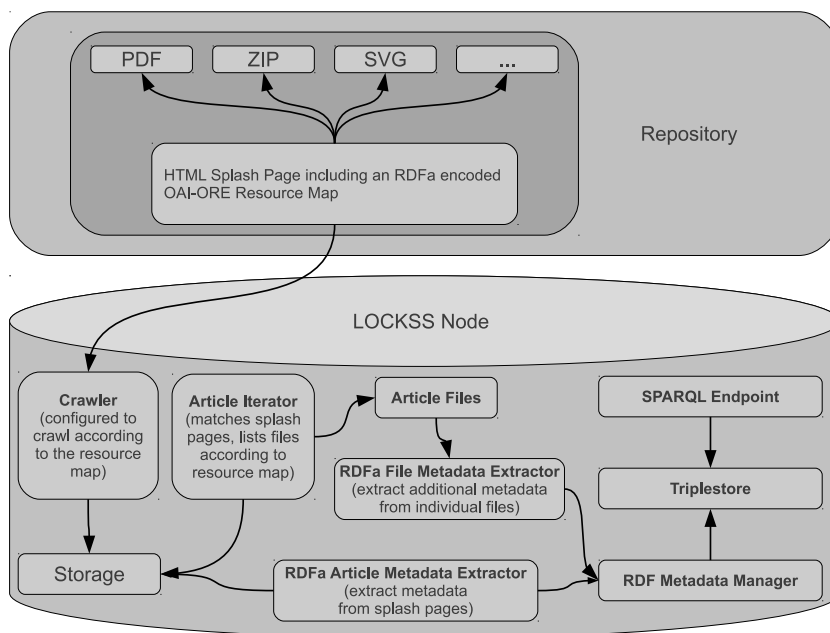 PDF
ZIP
SVG
...
HTML Splash Page including an RDFa encoded
OAI-ORE Resource Map
Repository
LOCKSS Node
Crawler
(configured to
crawl according
to the resource
map)
Article Iterator
(matches splash
pages, lists files
according to
resource map)
Article Files
SPARQL Endpoint
RDFa File Metadata Extractor
(extract additional metadata
from individual files)
Triplestore
Storage
RDFa Article Metadata Extractor
(extract metadata
from splash pages)
RDF Metadata Manager